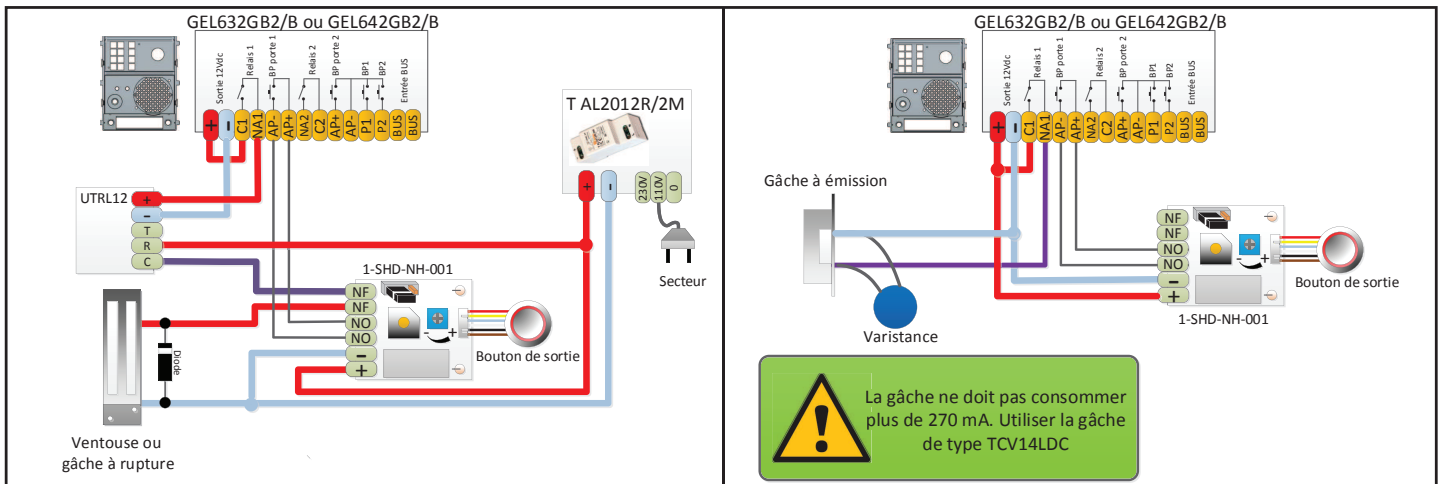 GEL632GB2/B ou GEL642GB2/B
Sortie 12Vdc
Relais 1
BP porte 1
Relais 2
BP porte 2
BP1
BP2
Entrée BUS
+
-
C1
NA1
AP-
AP+
NA2
C2
AP+
AP-
P1
P2
BUS
BUS
T AL2012R/2M
+
-
230V
110V
0
Secteur
UTRL12
+
-
T
R
C
1-SHD-NH-001
NF
NF
NO
NO
-
+
- +
Bouton de sortie
Diode
Ventouse ou
gâche à rupture
GEL632GB2/B ou GEL642GB2/B
Sortie 12Vdc
Relais 1
BP porte 1
Relais 2
BP porte 2
BP1
BP2
Entrée BUS
+
-
C1
NA1
AP-
AP+
NA2
C2
AP+
AP-
P1
P2
BUS
BUS
Gâche à émission
Varistance
NF
NF
NO
NO
-
+
- +
Bouton de sortie
1-SHD-NH-001
La gâche ne doit pas consommer
plus de 270 mA. Utiliser la gâche
de type TCV14LDC